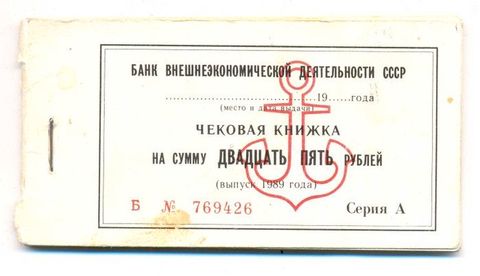 БАНК ВНЕШНЕЭКОНОМИЧЕСКОЙ ДЕЯТЕЛЬНОСТИ СССР
................................................19......года
(место и дата выдачи)
ЧЕКОВАЯ КНИЖКА
НА СУММУ ДВАДЦАТЬ ПЯТЬ РУБЛЕЙ
(выпуск 1989 года)
Б № 769426 Серия А